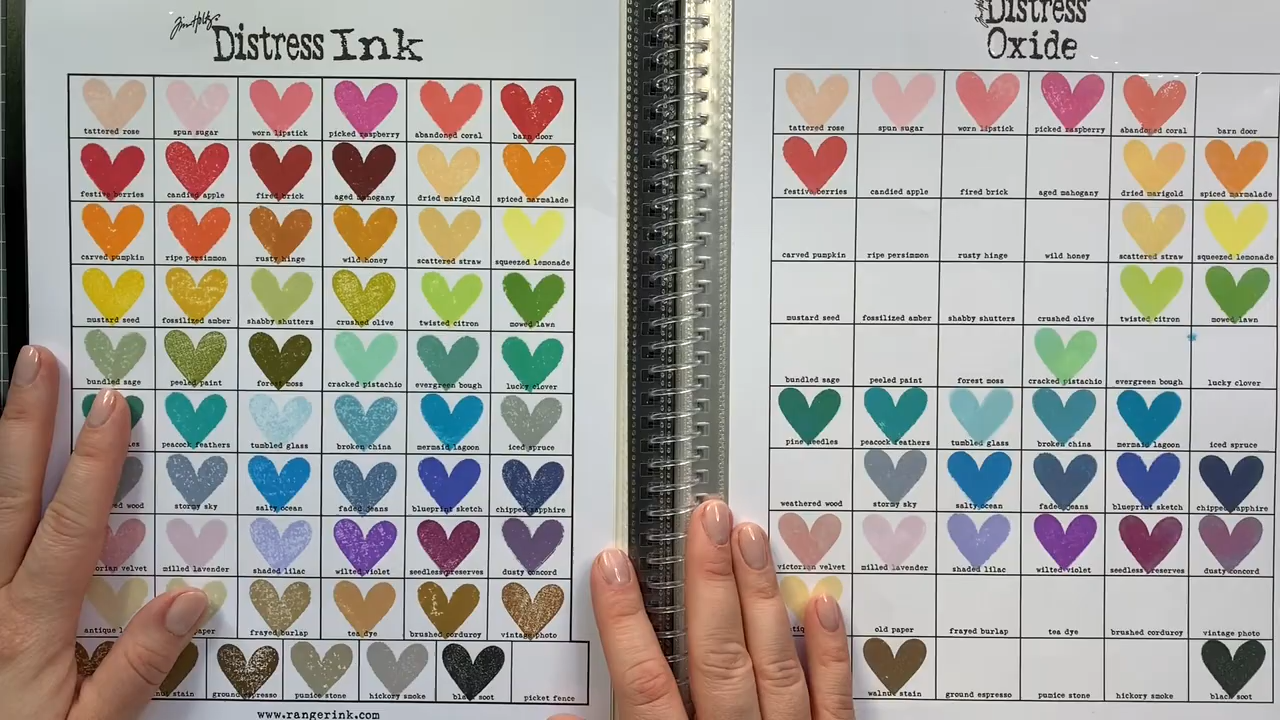 Tim Holtz
Distress Ink
tattered rose spun sugar worn lipstick picked raspberry abandoned coral barn door
festive berries candied apple fired brick aged mahogany dried marigold spiced marmalade
carved pumpkin ripe persimmon rusty hinge wild honey scattered straw squeezed lemonade
mustard seed fossilized amber shabby shutters crushed olive twisted citron mowed lawn
bundled sage peeled paint forest moss cracked pistachio evergreen bough lucky clover
les peacock feathers tumbled glass broken china mermaid lagoon iced spruce
red wood stormy sky salty ocean faded jeans blueprint sketch chipped sapphire
orian velvet milled lavender shaded lilac wilted violet seedless preserves dusty concord
antique l paper frayed burlap tea dye brushed corduroy vintage photo
nut stain ground espresso pumice stone hickory smoke black soot picket fence
www.rangerink.com
Distress
Oxide
tattered rose spun sugar worn lipstick picked raspberry abandoned coral barn door
festive berries candied apple fired brick aged mahogany dried marigold spiced marmalade
carved pumpkin ripe persimmon rusty hinge wild honey scattered straw squeezed lemonade
mustard seed fossilized amber shabby shutters crushed olive twisted citron mowed lawn
bundled sage peeled paint forest moss cracked pistachio evergreen bough lucky clover
pine needles peacock feathers tumbled glass broken china mermaid lagoon iced spruce
weathered wood stormy sky salty ocean faded jeans blueprint sketch chipped sapphire
victorian velvet milled lavender shaded lilac wilted violet seedless preserves dusty concord
old paper frayed burlap tea dye brushed corduroy vintage photo
walnut stain ground espresso pumice stone hickory smoke black soot